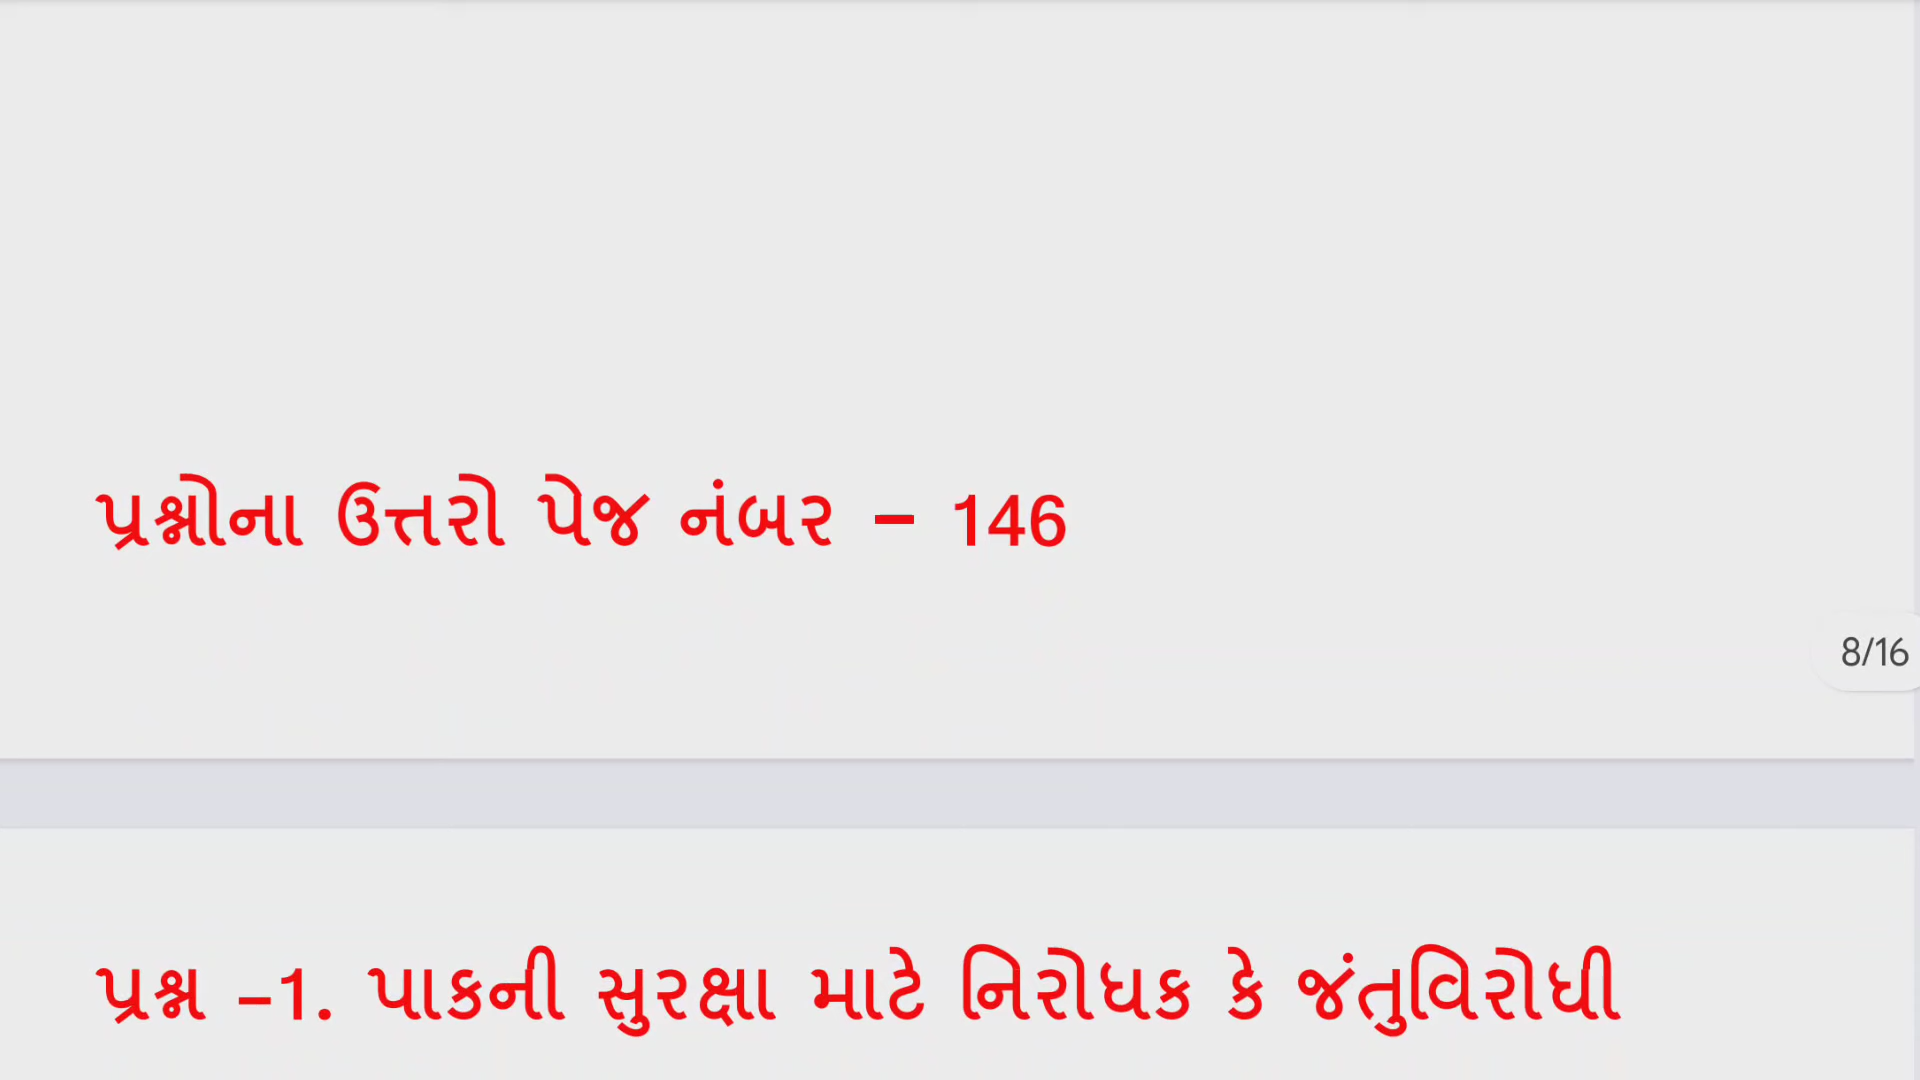 પ્રશ્નોના ઉત્તરો પેજ નંબર – 146
8/16
પ્રશ્ન –1. પાકની સુરક્ષા માટે નિરોધક કે જંતુવિરોધી